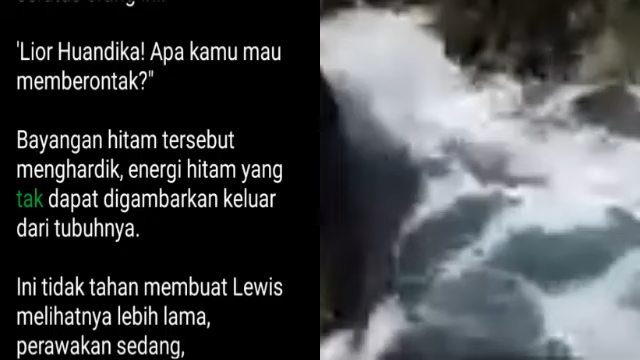 'Lior Huandika! Apa kamu mau
memberontak?"
Bayangan hitam tersebut
menghardik, energi hitam yang
tak dapat digambarkan keluar
dari tubuhnya.
Ini tidak tahan membuat Lewis
melihatnya lebih lama,
perawakan sedang,